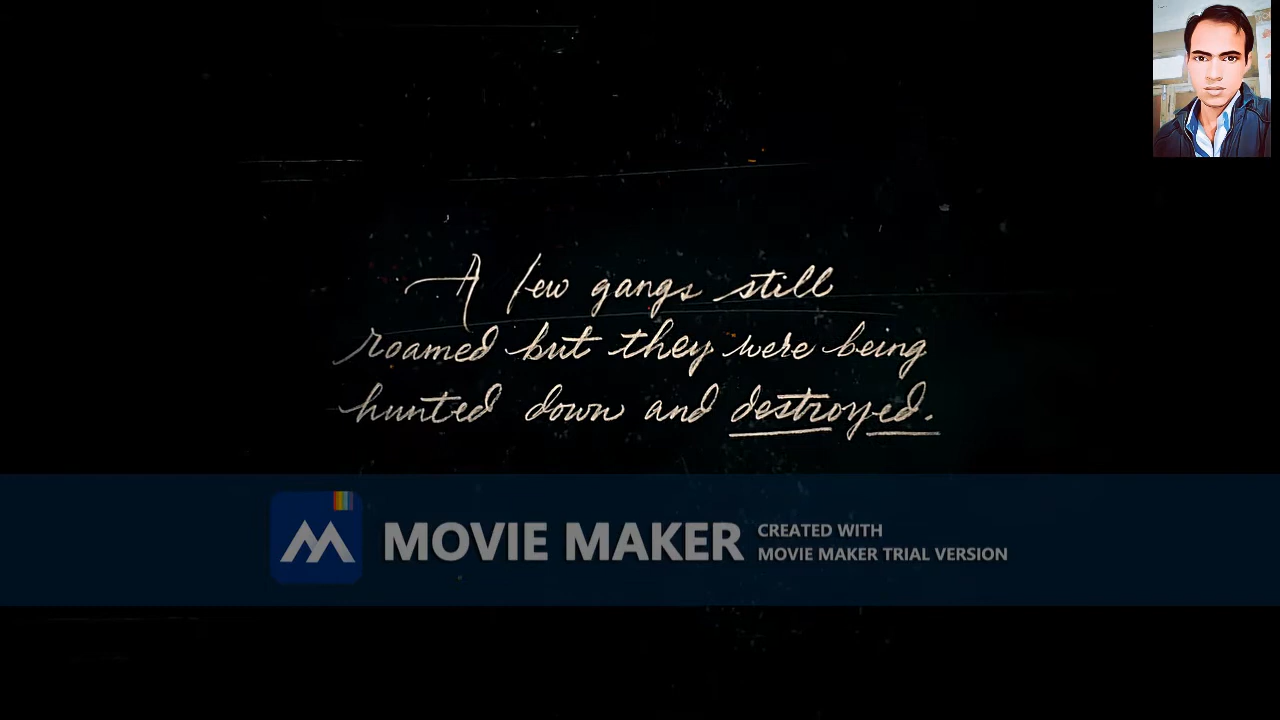 A few gangs still
roamed but they were being
hunted down and destroyed.
MOVIE MAKER
CREATED WITH
MOVIE MAKER TRIAL VERSION